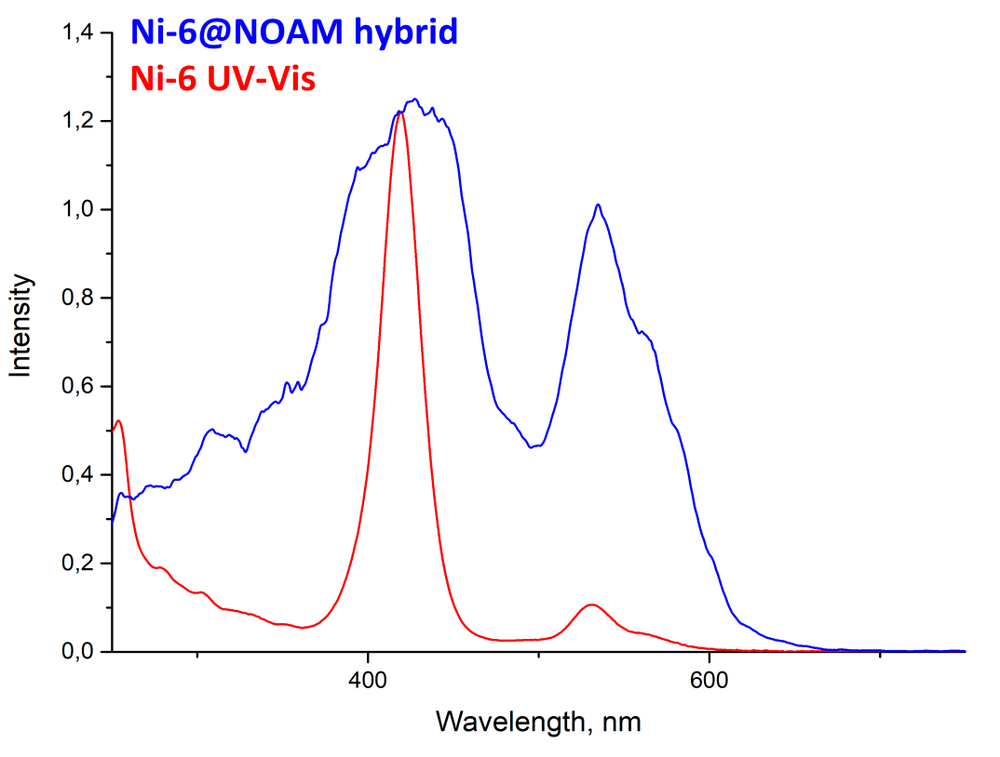 Ni-6@NOAM hybrid
Ni-6 UV-Vis
1,4
1,2
1,0
0,8
0,6
0,4
0,2
0,0
Intensity
400
600
Wavelength, nm